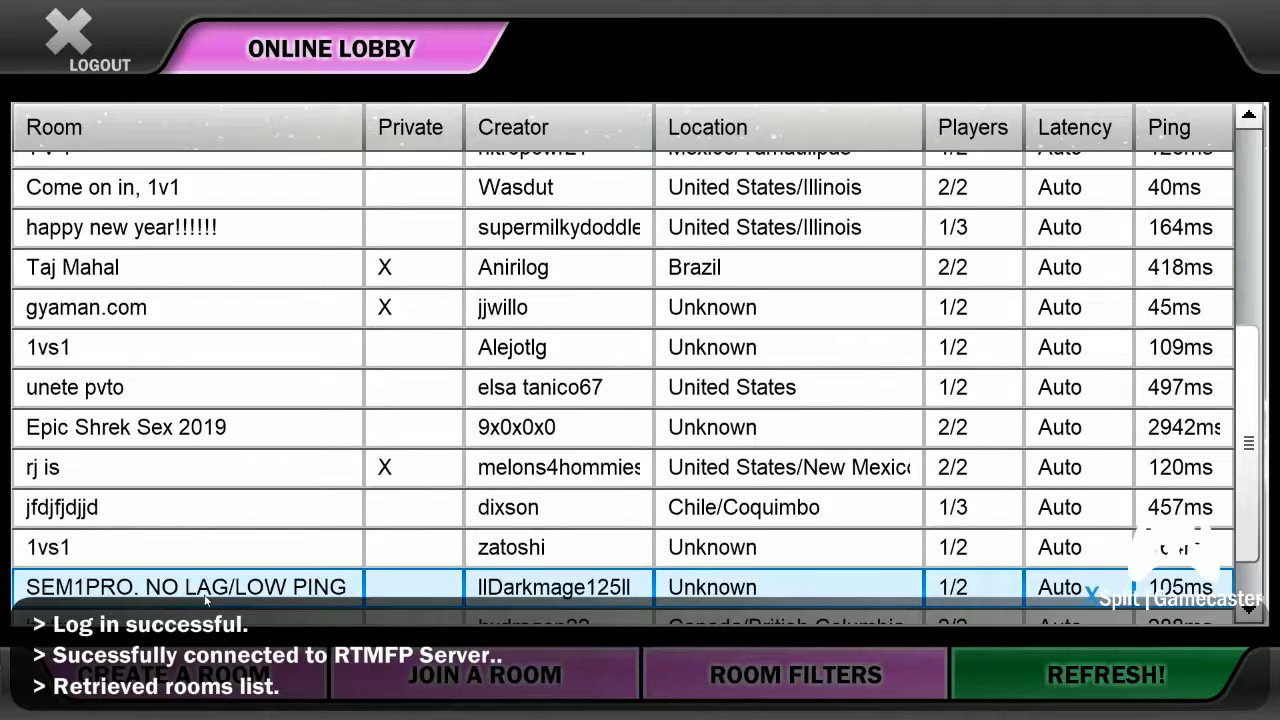 LOGOUT
ONLINE LOBBY
Room Private Creator Location Players Latency Ping
Come on in, 1v1 Wasdut United States/Illinois 2/2 Auto 40ms
happy new year!!!!!! supermilkydoddle United States/Illinois 1/3 Auto 164ms
Taj Mahal X Anirilog Brazil 2/2 Auto 418ms
gyaman.com X jjwillo Unknown 1/2 Auto 45ms
1vs1 Alejotlg Unknown 1/2 Auto 109ms
unete pvto elsa tanico67 United States 1/2 Auto 497ms
Epic Shrek Sex 2019 9x0x0x0 Unknown 2/2 Auto 2942ms
rj is X melons4hommies United States/New Mexico 2/2 Auto 120ms
jfdjfjdjjd dixson Chile/Coquimbo 1/3 Auto 457ms
1vs1 zatoshi Unknown 1/2 Auto
SEM1PRO. NO LAG/LOW PING llDarkmage125ll Unknown 1/2 Auto 105ms
XSplit | Gamecaster
> Log in successful.
> Sucessfully connected to RTMFP Server..
> Retrieved rooms list.
CREATE A ROOM JOIN A ROOM ROOM FILTERS REFRESH!